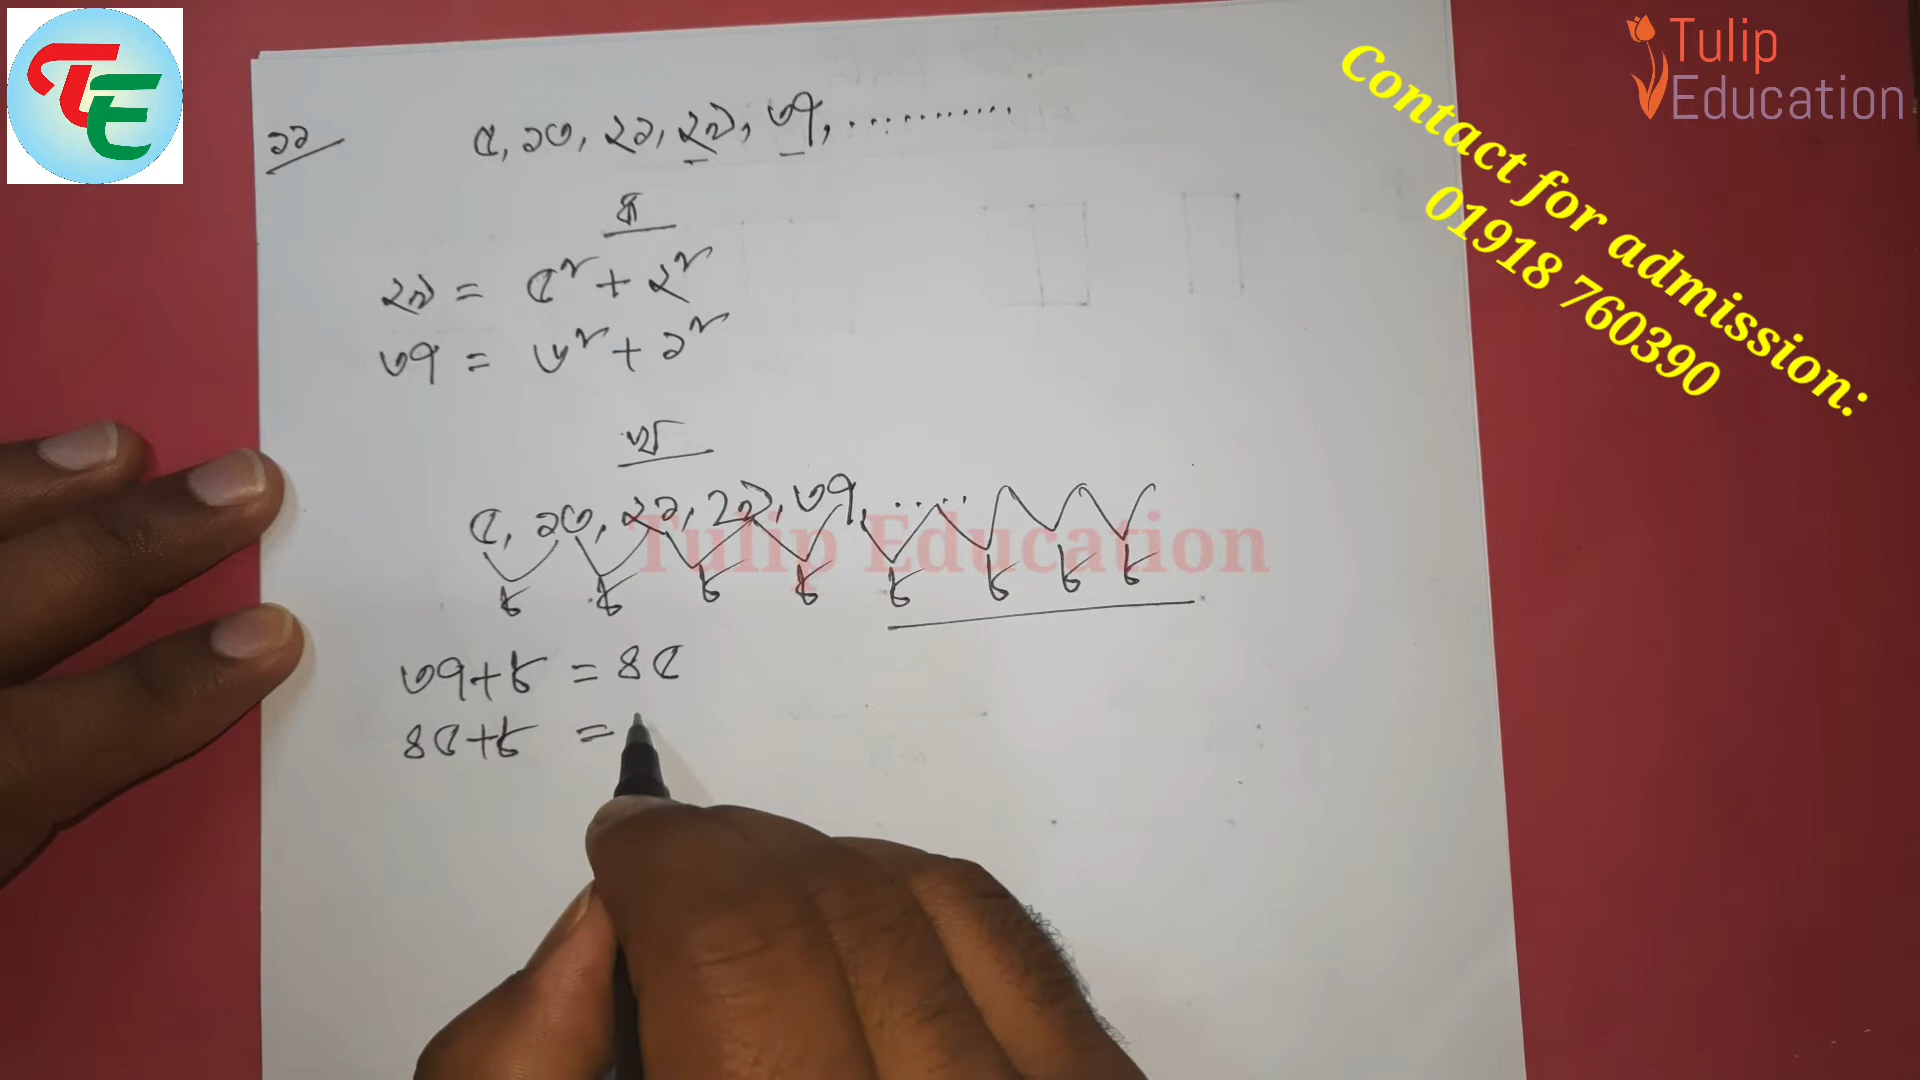 TE
Tulip
Education
Contact for admission:
01918 760390
১১
৫, ১৩, ২১, ২৯, ৩৭, ...........
ক
২৯ = ৫² + ২²
৩৭ = ৬² + ১²
খ
৫, ১৩, ২১, ২৯, ৩৭, .....
৮ ৮ ৮ ৮ ৮ ৮ ৮ ৮
Tulip Education
৩৭+৮ = ৪৫
৪৫+৮ =